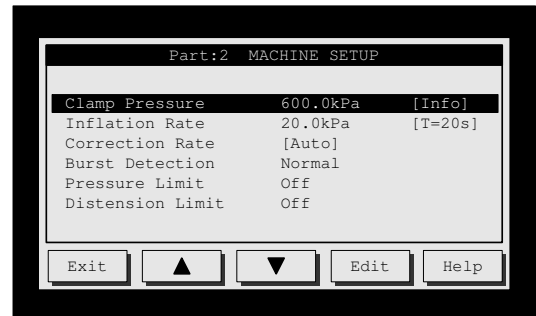 Part:2 MACHINE SETUP
Clamp Pressure 600.0kPa [Info]
Inflation Rate 20.0kPa [T=20s]
Correction Rate [Auto]
Burst Detection Normal
Pressure Limit Off
Distension Limit Off
Exit ▲ ▼ Edit Help